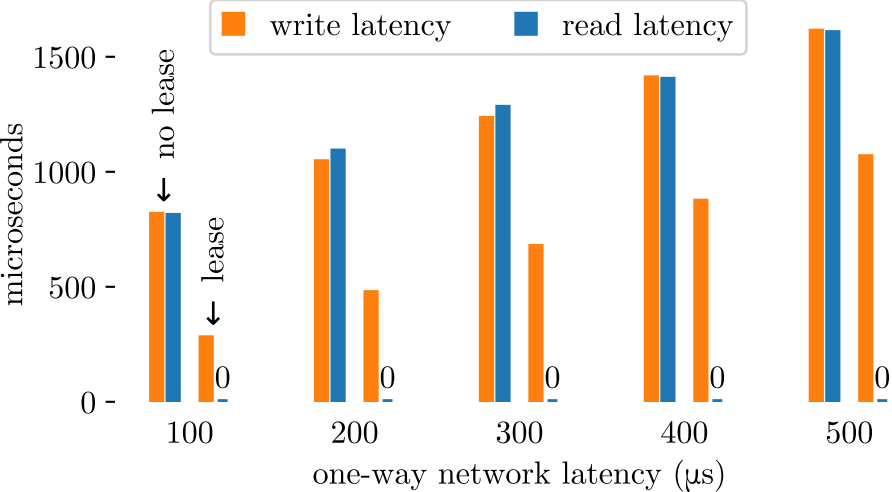 write latency
read latency
microseconds
1500
1000
500
0
← no lease
← lease
0
0
0
0
0
100
200
300
400
500
one-way network latency (µs)